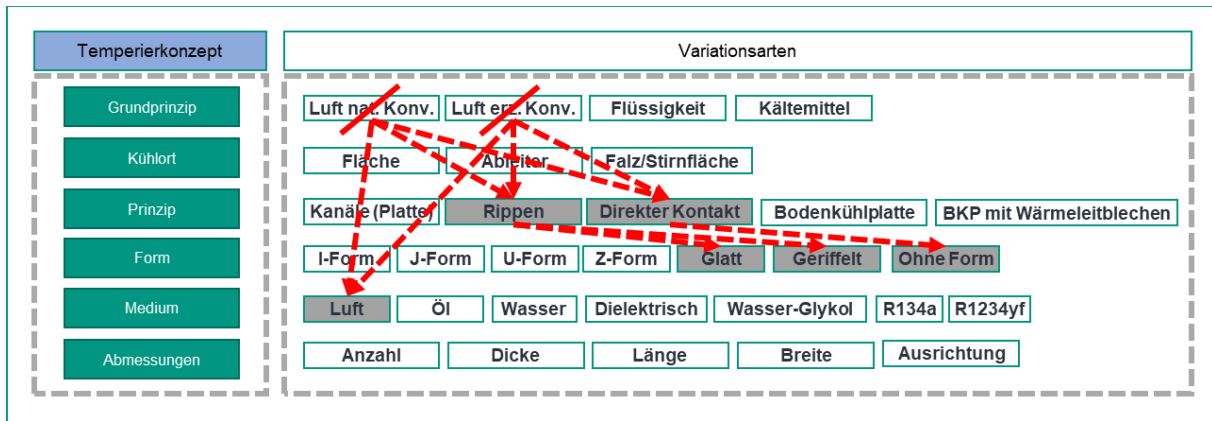 Temperierkonzept Variationsarten
Grundprinzip Luft nat. Konv. Luft erz. Konv. Flüssigkeit Kältemittel
Kühlort Fläche Ableiter Falz/Stirnfläche
Prinzip Kanäle (Platte) Rippen Direkter Kontakt Bodenkühlplatte BKP mit Wärmeleitblechen
Form I-Form J-Form U-Form Z-Form Glatt Geriffelt Ohne Form
Medium Luft Öl Wasser Dielektrisch Wasser-Glykol R134a R1234yf
Abmessungen Anzahl Dicke Länge Breite Ausrichtung